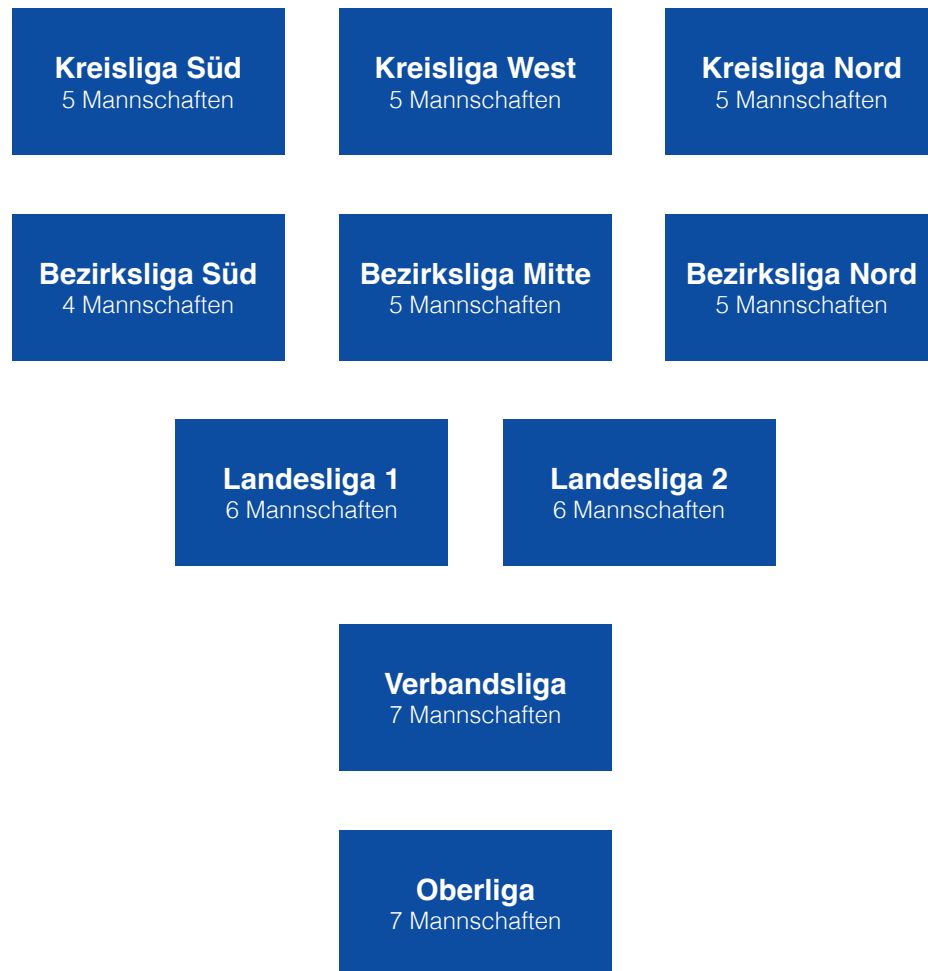 Kreisliga Süd
5 Mannschaften
Kreisliga West
5 Mannschaften
Kreisliga Nord
5 Mannschaften
Bezirksliga Süd
4 Mannschaften
Bezirksliga Mitte
5 Mannschaften
Bezirksliga Nord
5 Mannschaften
Landesliga 1
6 Mannschaften
Landesliga 2
6 Mannschaften
Verbandsliga
7 Mannschaften
Oberliga
7 Mannschaften